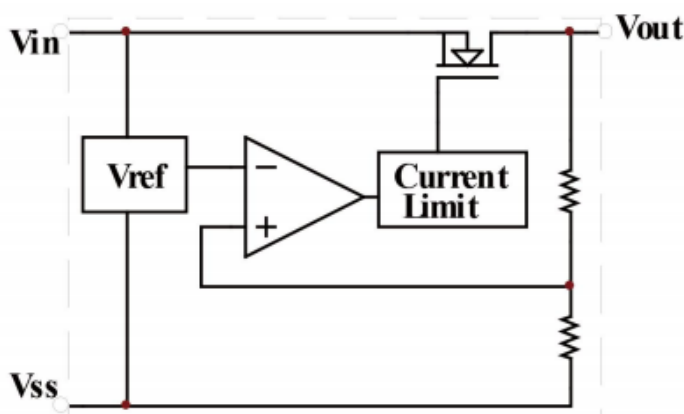 Vin
Vout
Vref
−
+
Current
Limit
Vss